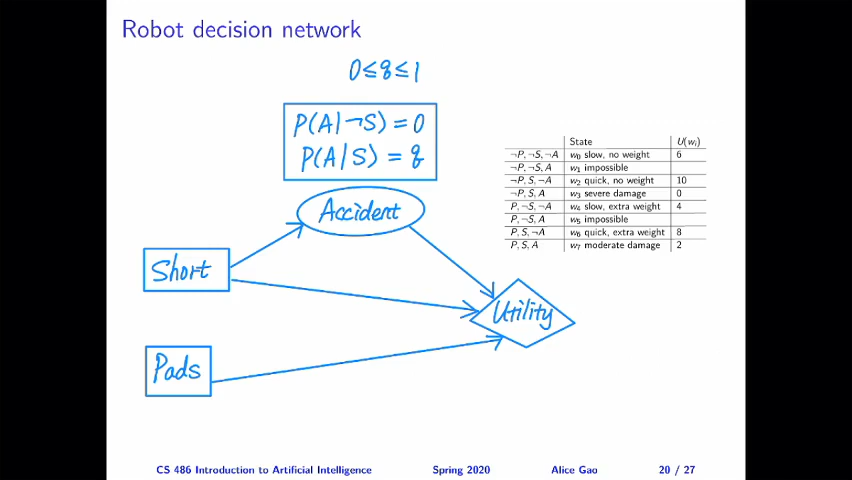 Robot decision network
0≤q≤1
P(A|¬S) = 0
P(A|S) = q
State U(wᵢ)
¬P, ¬S, ¬A w₀ slow, no weight 6
¬P, ¬S, A w₁ impossible
¬P, S, ¬A w₂ quick, no weight 10
¬P, S, A w₃ severe damage 0
P, ¬S, ¬A w₄ slow, extra weight 4
P, ¬S, A w₅ impossible
P, S, ¬A w₆ quick, extra weight 8
P, S, A w₇ moderate damage 2
Accident
Short
Utility
Pads
CS 486 Introduction to Artificial Intelligence Spring 2020 Alice Gao 20 / 27